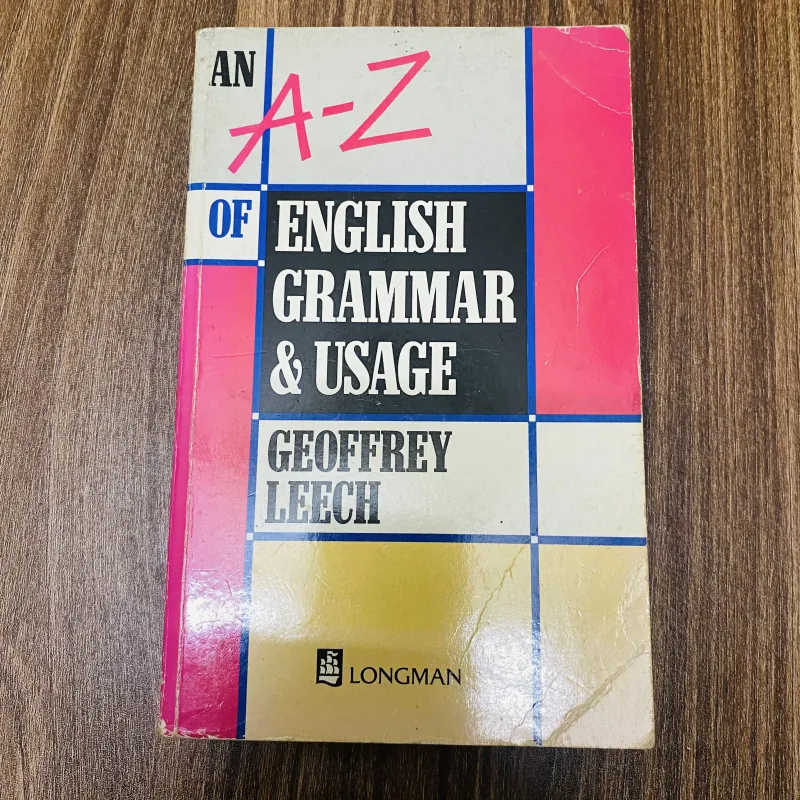 AN
A-Z
OF
ENGLISH
GRAMMAR
& USAGE
GEOFFREY
LEECH
LONGMAN